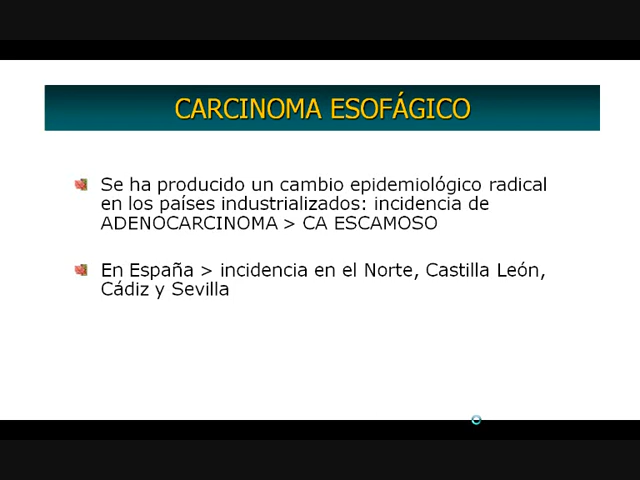 CARCINOMA ESOFÁGICO
Se ha producido un cambio epidemiológico radical
en los países industrializados: incidencia de
ADENOCARCINOMA > CA ESCAMOSO
En España > incidencia en el Norte, Castilla León,
Cádiz y Sevilla